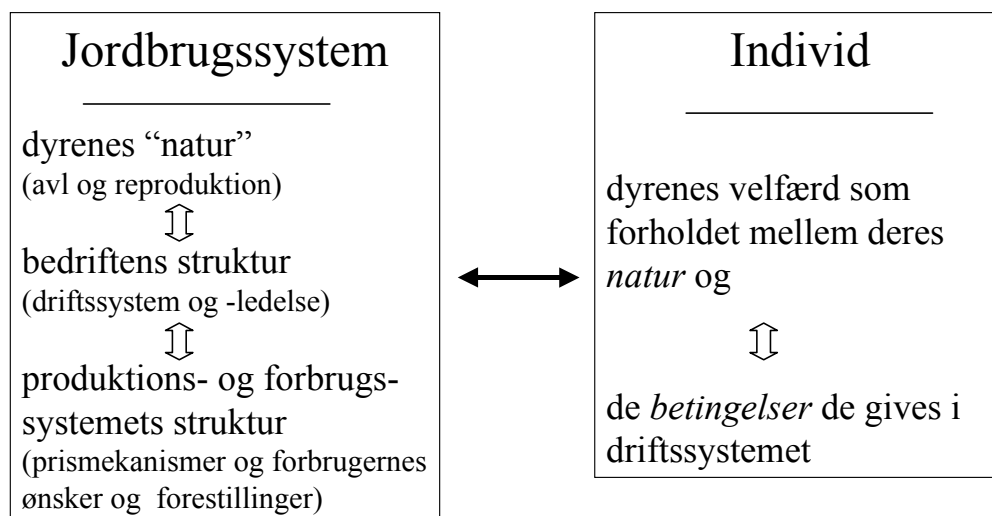 Jordbrugssystem
dyrenes “natur”
(avl og reproduktion)
bedriftens struktur
(driftssystem og -ledelse)
produktions- og forbrugs-
systemets struktur
(prismekanismer og forbrugernes
ønsker og forestillinger)
Individ
dyrenes velfærd som
forholdet mellem deres
natur og
de betingelser de gives i
driftssystemet